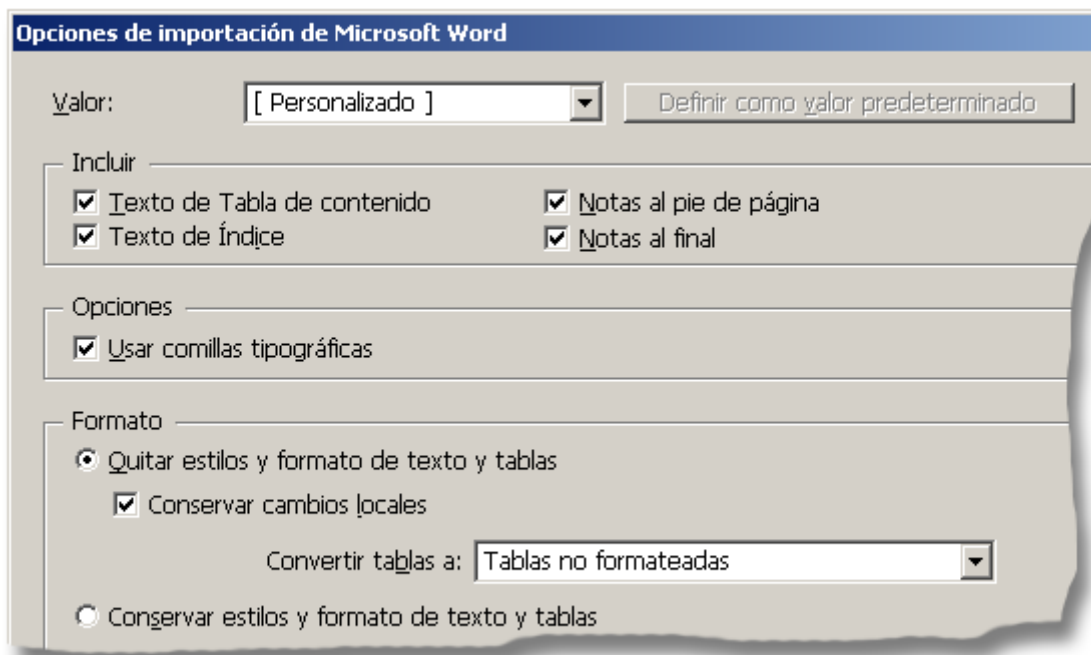 Opciones de importación de Microsoft Word
Valor: [ Personalizado ] Definir como valor predeterminado
Incluir
Texto de Tabla de contenido Notas al pie de página
Texto de Índice Notas al final
Opciones
Usar comillas tipográficas
Formato
Quitar estilos y formato de texto y tablas
Conservar cambios locales
Convertir tablas a: Tablas no formateadas
Conservar estilos y formato de texto y tablas